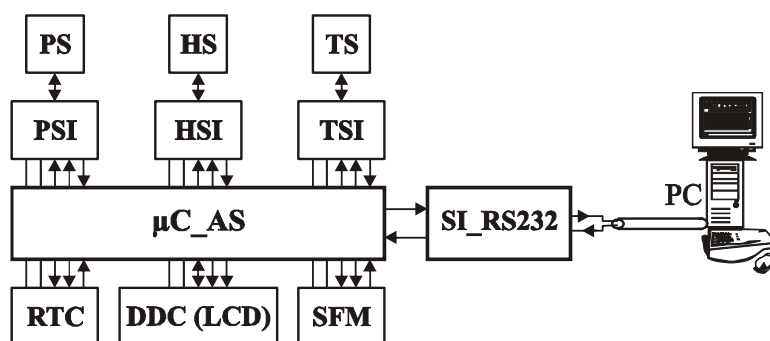 PS HS TS
PSI HSI TSI
PC
μC_AS SI_RS232
RTC DDC (LCD) SFM